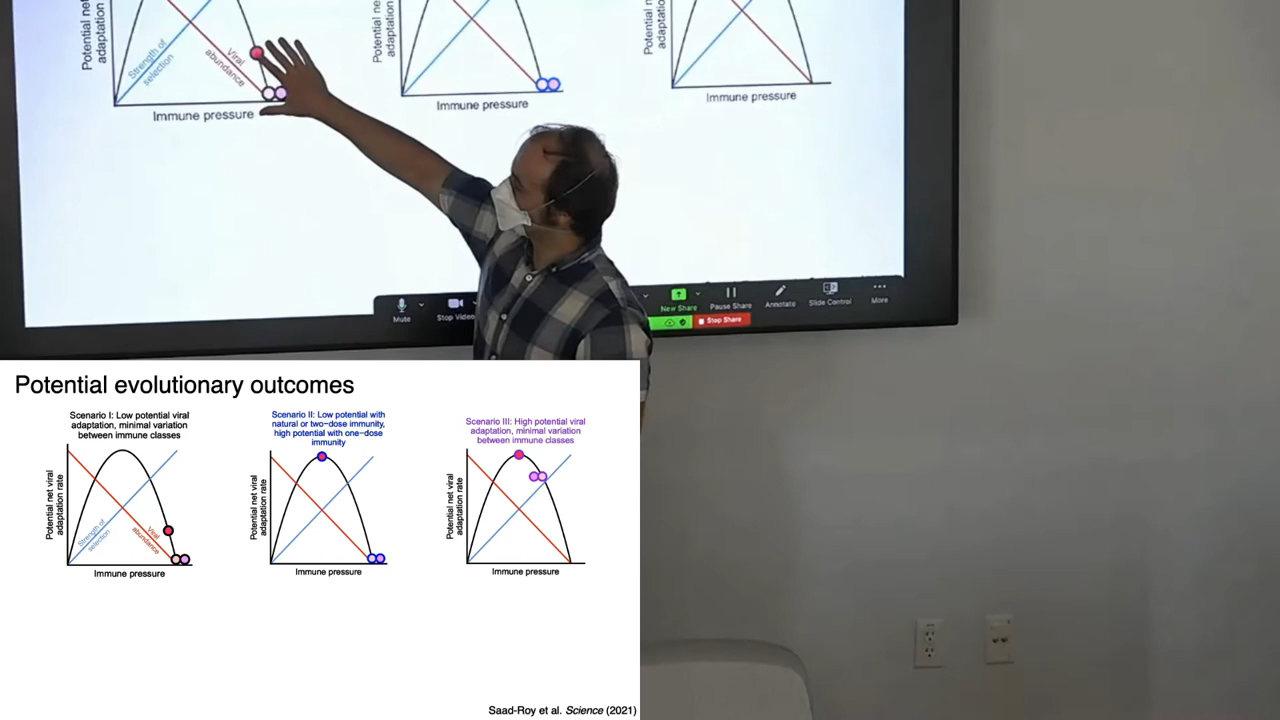 Potential ne
adaptation
Strength of
selection
Viral
abundance
Immune pressure
Potential net
adaptation
Immune pressure
Potential net
adaptatio
Immune pressure
Mute
Stop Video
New Share
Pause Share
Annotate
Slide Control
More
Stop Share
Potential evolutionary outcomes
Scenario I: Low potential viral
adaptation, minimal variation
between immune classes
Potential net viral
adaptation rate
Strength of
selection
Viral
abundance
Immune pressure
Scenario II: Low potential with
natural or two-dose immunity,
high potential with one-dose
immunity
Potential net viral
adaptation rate
Immune pressure
Scenario III: High potential viral
adaptation, minimal variation
between immune classes
Potential net viral
adaptation rate
Immune pressure
Saad-Roy et al. Science (2021)